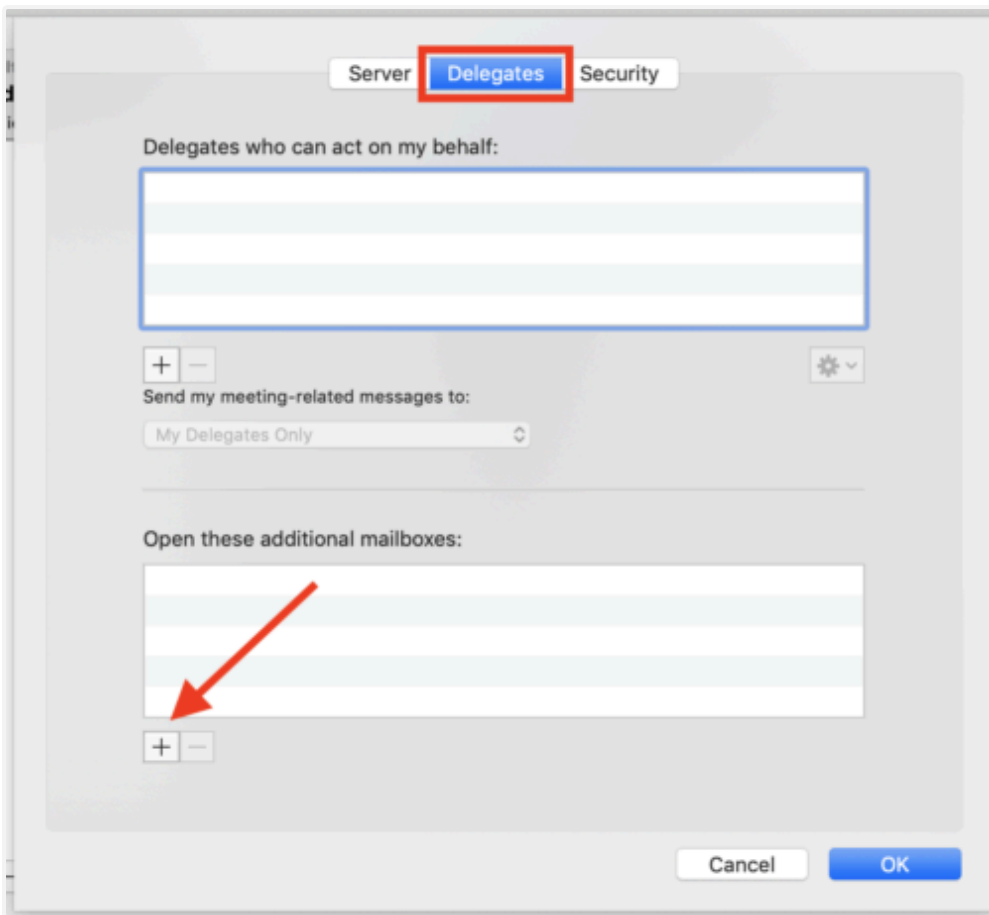 Server Delegates Security
Delegates who can act on my behalf:
+ −
Send my meeting-related messages to:
My Delegates Only
Open these additional mailboxes:
+ −
Cancel OK